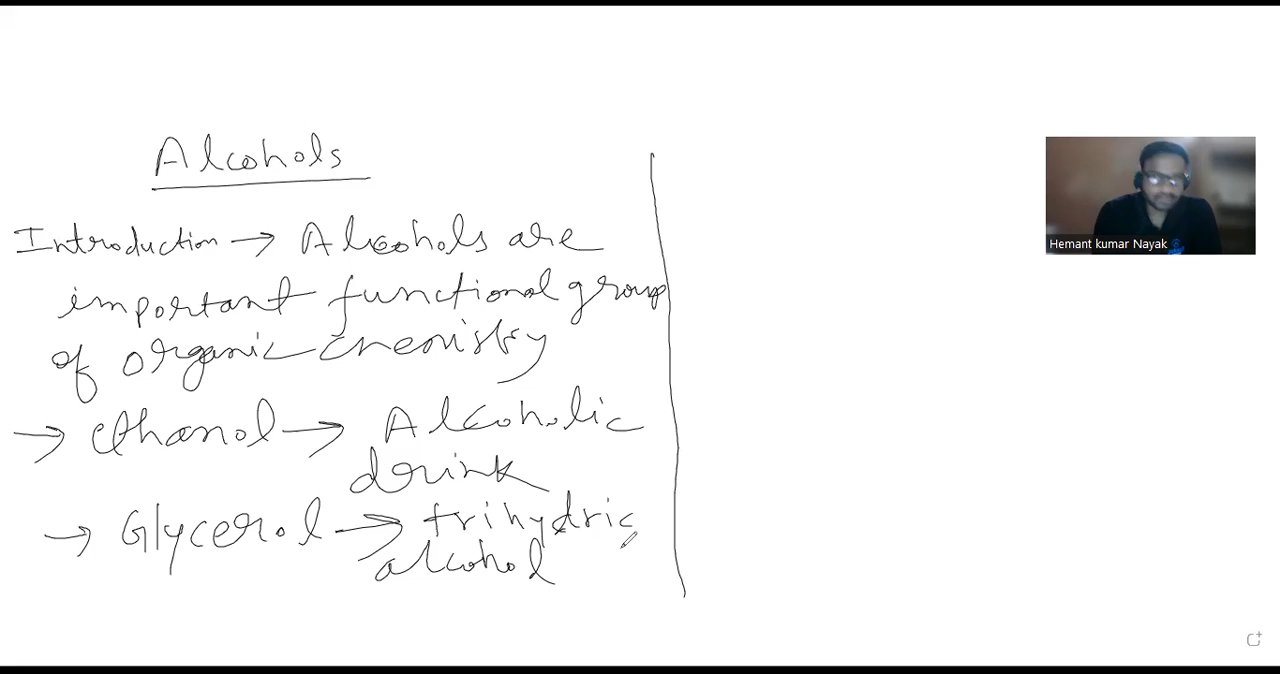 Alcohols
Introduction → Alcohols are
important functional group
of organic chemistry
→ ethanol → Alcoholic
drink
→ Glycerol → trihydric
alcohol
Hemant kumar Nayak